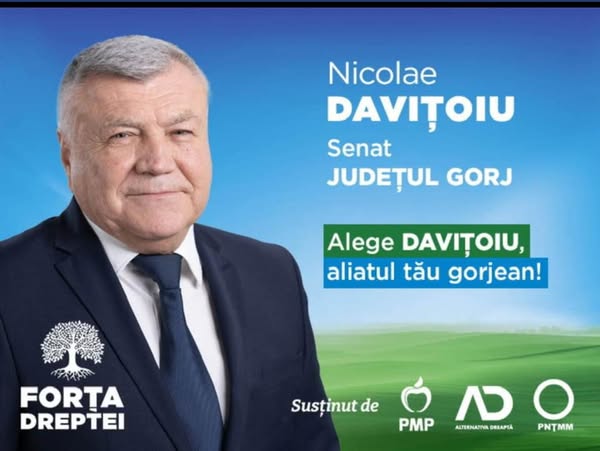 Nicolae
DAVIȚOIU
Senat
JUDEȚUL GORJ
Alege DAVIȚOIU,
aliatul tău gorjean!
FORȚA
DREPTEI
Susținut de
PMP
AD
ALTERNATIVA DREAPTĂ
PNȚMM